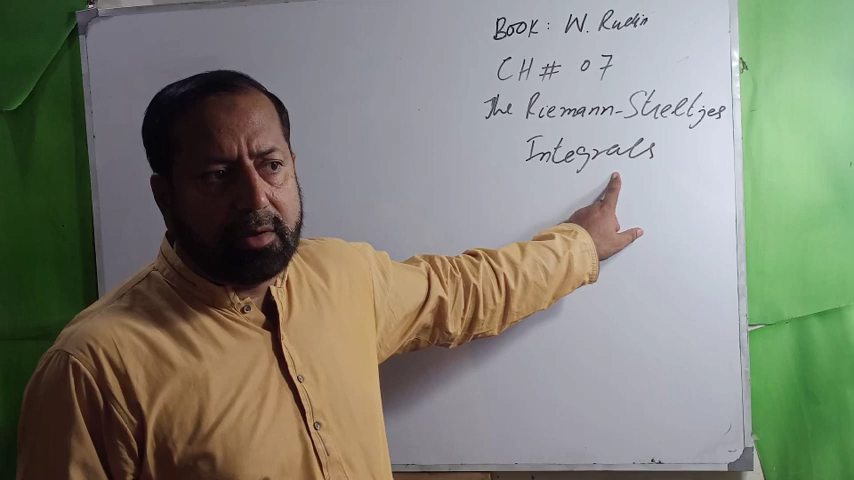 Book: W. Rudin
CH # 07
The Riemann-Stieltjes
Integrals